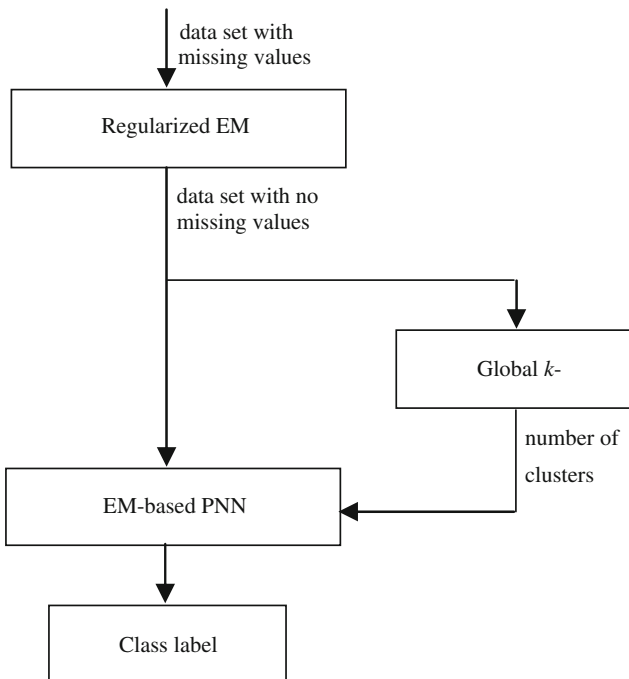 data set with
missing values
Regularized EM
data set with no
missing values
Global k-
number of
clusters
EM-based PNN
Class label